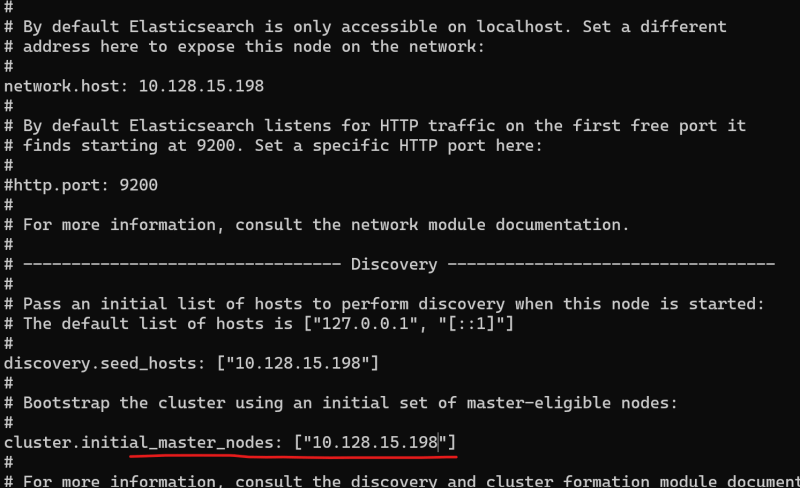 #
# By default Elasticsearch is only accessible on localhost. Set a different
# address here to expose this node on the network:
#
network.host: 10.128.15.198
#
# By default Elasticsearch listens for HTTP traffic on the first free port it
# finds starting at 9200. Set a specific HTTP port here:
#
#http.port: 9200
#
# For more information, consult the network module documentation.
#
# --------------------------------- Discovery ----------------------------------
#
# Pass an initial list of hosts to perform discovery when this node is started:
# The default list of hosts is ["127.0.0.1", "[::1]"]
#
discovery.seed_hosts: ["10.128.15.198"]
#
# Bootstrap the cluster using an initial set of master-eligible nodes:
#
cluster.initial_master_nodes: ["10.128.15.198"]
#
# For more information, consult the discovery and cluster formation module document